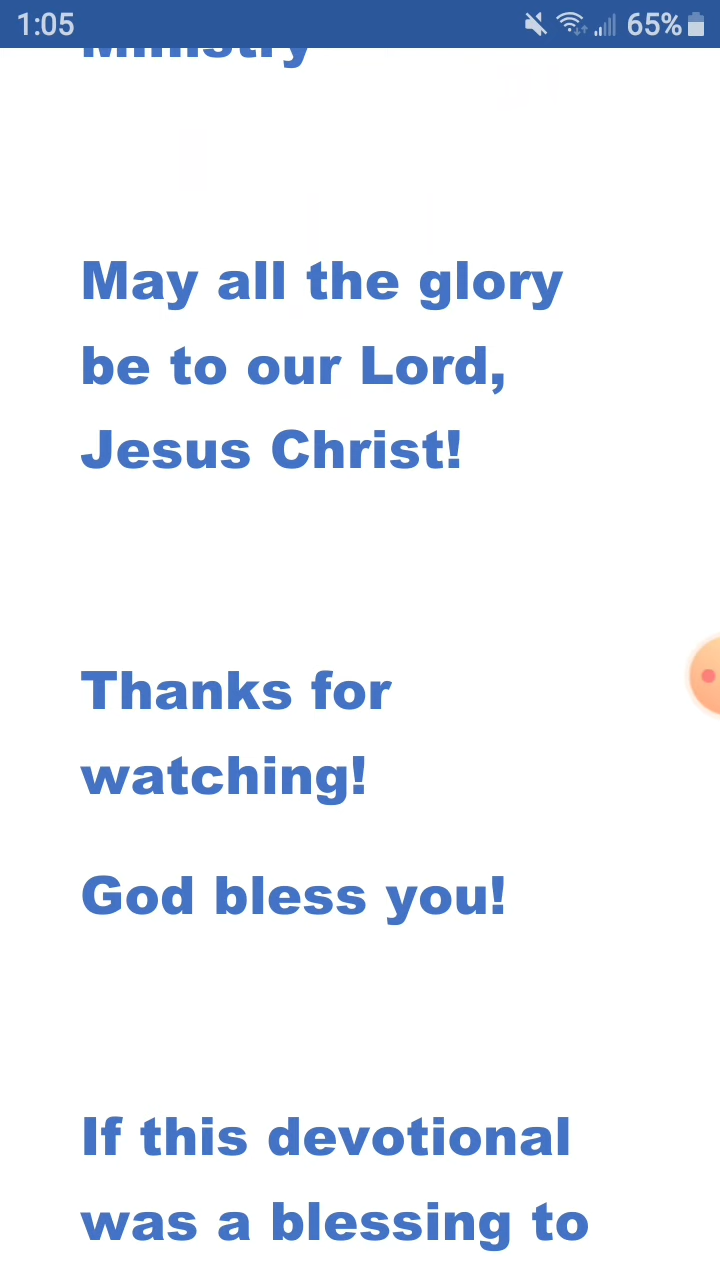 1:05 65%
Ministry
May all the glory
be to our Lord,
Jesus Christ!
Thanks for
watching!
God bless you!
If this devotional
was a blessing to